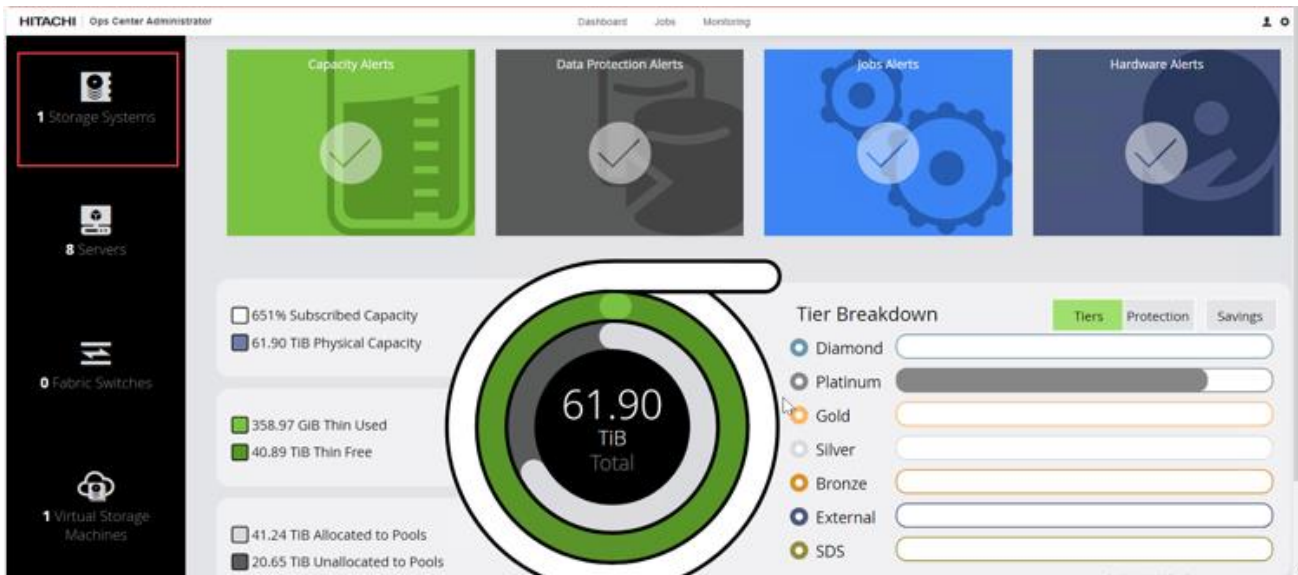 HITACHI Ops Center Administrator
Dashboard Jobs Monitoring
1 Storage Systems
8 Servers
0 Fabric Switches
1 Virtual Storage
Machines
Capacity Alerts
Data Protection Alerts
Jobs Alerts
Hardware Alerts
651% Subscribed Capacity
61.90 TiB Physical Capacity
358.97 GiB Thin Used
40.89 TiB Thin Free
41.24 TiB Allocated to Pools
20.65 TiB Unallocated to Pools
61.90
TiB
Total
Tier Breakdown
Tiers Protection Savings
Diamond
Platinum
Gold
Silver
Bronze
External
SDS